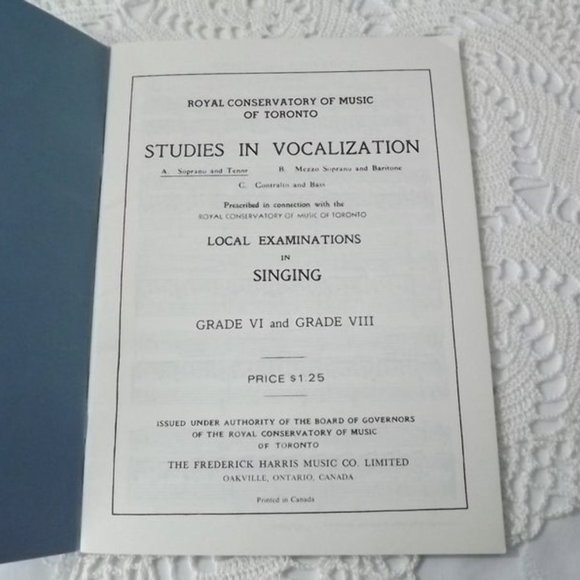 ROYAL CONSERVATORY OF MUSIC
OF TORONTO
STUDIES IN VOCALIZATION
A. Soprano and Tenor B. Mezzo Soprano and Baritone
C. Contralto and Bass
Prescribed in connection with the
ROYAL CONSERVATORY OF MUSIC OF TORONTO
LOCAL EXAMINATIONS
IN
SINGING
GRADE VI and GRADE VIII
PRICE $1.25
ISSUED UNDER AUTHORITY OF THE BOARD OF GOVERNORS
OF THE ROYAL CONSERVATORY OF MUSIC
OF TORONTO
THE FREDERICK HARRIS MUSIC CO. LIMITED
OAKVILLE, ONTARIO, CANADA
Printed in Canada